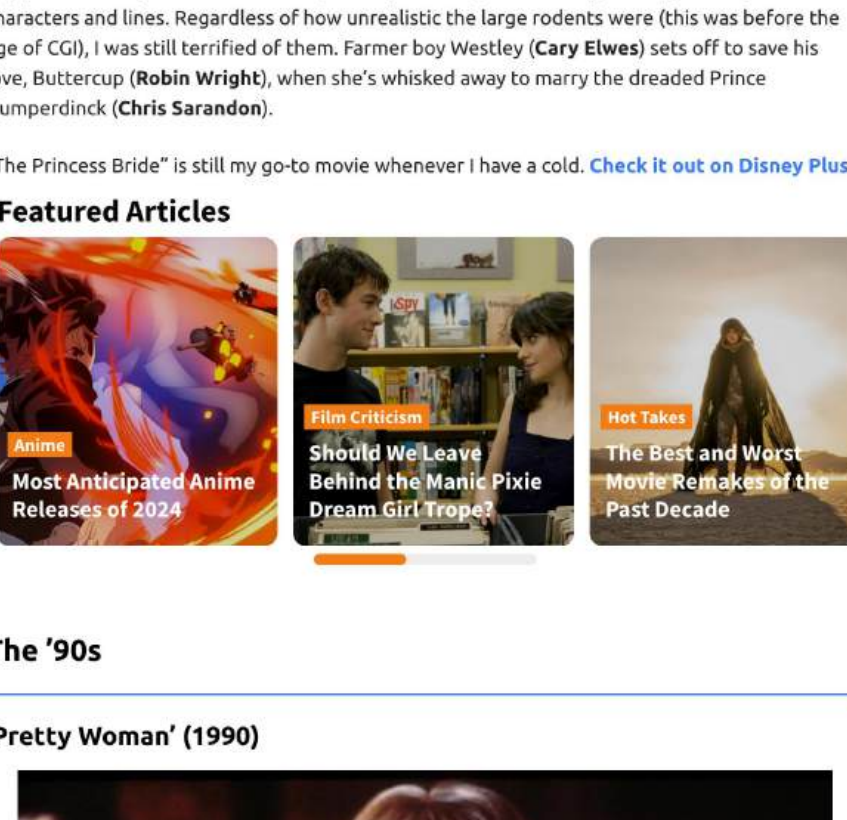 haracters and lines. Regardless of how unrealistic the large rodents were (this was before the
ge of CGI), I was still terrified of them. Farmer boy Westley (Cary Elwes) sets off to save his
ove, Buttercup (Robin Wright), when she’s whisked away to marry the dreaded Prince
umperdinck (Chris Sarandon).
The Princess Bride” is still my go-to movie whenever I have a cold. Check it out on Disney Plus
Featured Articles
Anime
Most Anticipated Anime
Releases of 2024
I SPY
Film Criticism
Should We Leave
Behind the Manic Pixie
Dream Girl Trope?
Hot Takes
The Best and Worst
Movie Remakes of the
Past Decade
The ’90s
Pretty Woman’ (1990)